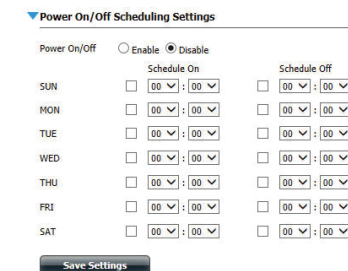 Power On/Off Scheduling Settings
Power On/Off Enable Disable
Schedule On Schedule Off
SUN 00 : 00 00 : 00
MON 00 : 00 00 : 00
TUE 00 : 00 00 : 00
WED 00 : 00 00 : 00
THU 00 : 00 00 : 00
FRI 00 : 00 00 : 00
SAT 00 : 00 00 : 00
Save Settings